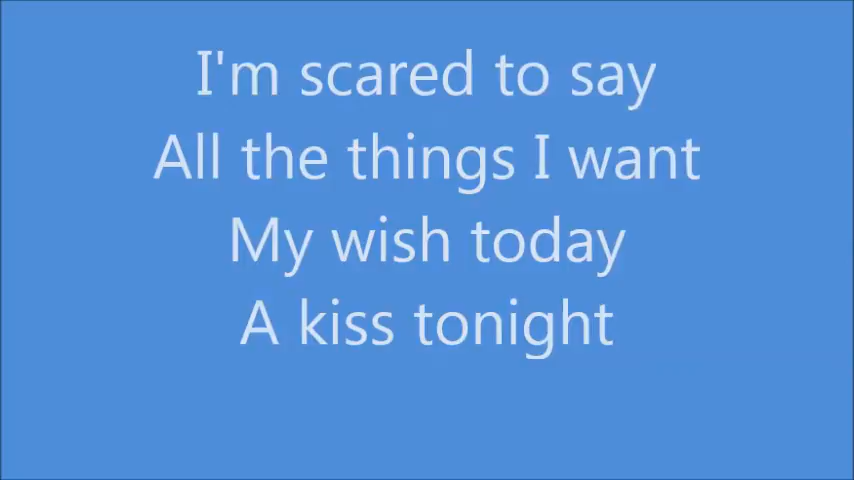 I'm scared to say
All the things I want
My wish today
A kiss tonight